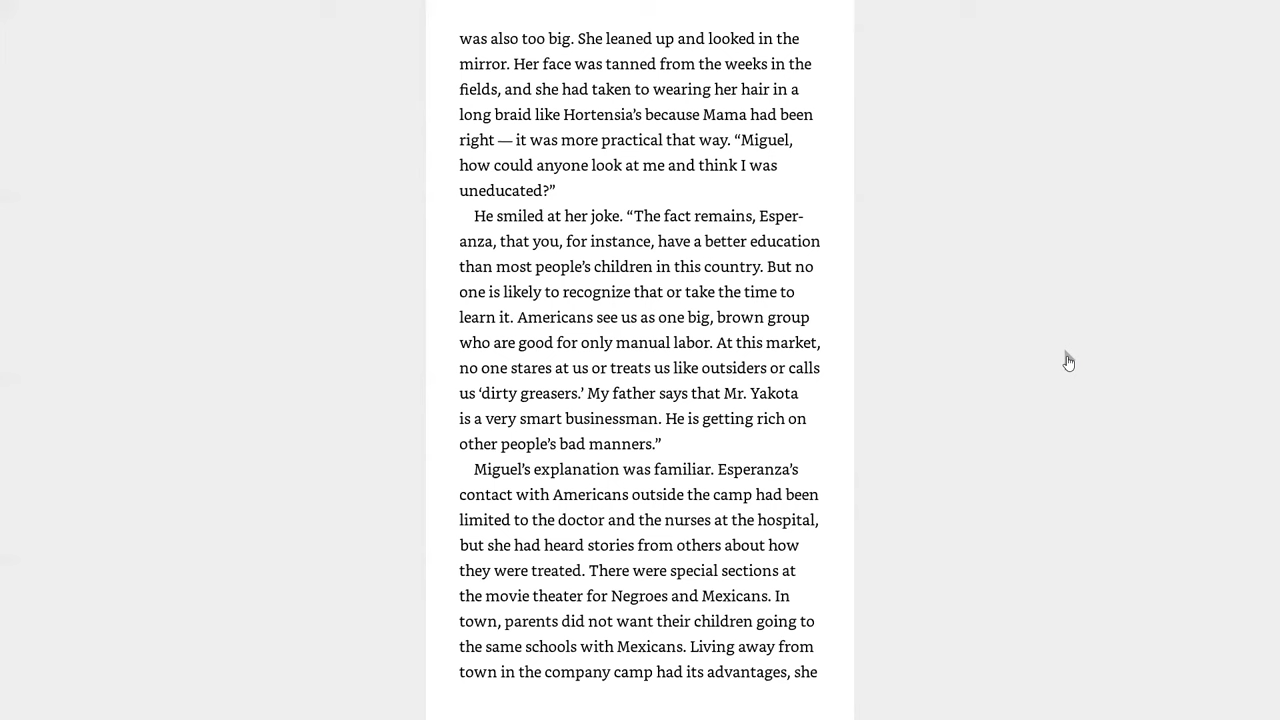 was also too big. She leaned up and looked in the
mirror. Her face was tanned from the weeks in the
fields, and she had taken to wearing her hair in a
long braid like Hortensia’s because Mama had been
right — it was more practical that way. “Miguel,
how could anyone look at me and think I was
uneducated?”
He smiled at her joke. “The fact remains, Esper-
anza, that you, for instance, have a better education
than most people’s children in this country. But no
one is likely to recognize that or take the time to
learn it. Americans see us as one big, brown group
who are good for only manual labor. At this market,
no one stares at us or treats us like outsiders or calls
us ‘dirty greasers.’ My father says that Mr. Yakota
is a very smart businessman. He is getting rich on
other people’s bad manners.”
Miguel’s explanation was familiar. Esperanza’s
contact with Americans outside the camp had been
limited to the doctor and the nurses at the hospital,
but she had heard stories from others about how
they were treated. There were special sections at
the movie theater for Negroes and Mexicans. In
town, parents did not want their children going to
the same schools with Mexicans. Living away from
town in the company camp had its advantages, she